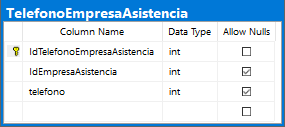 TelefonoEmpresaAsistencia
Column Name Data Type Allow Nulls
IdTelefonoEmpresaAsistencia int
IdEmpresaAsistencia int
telefono int